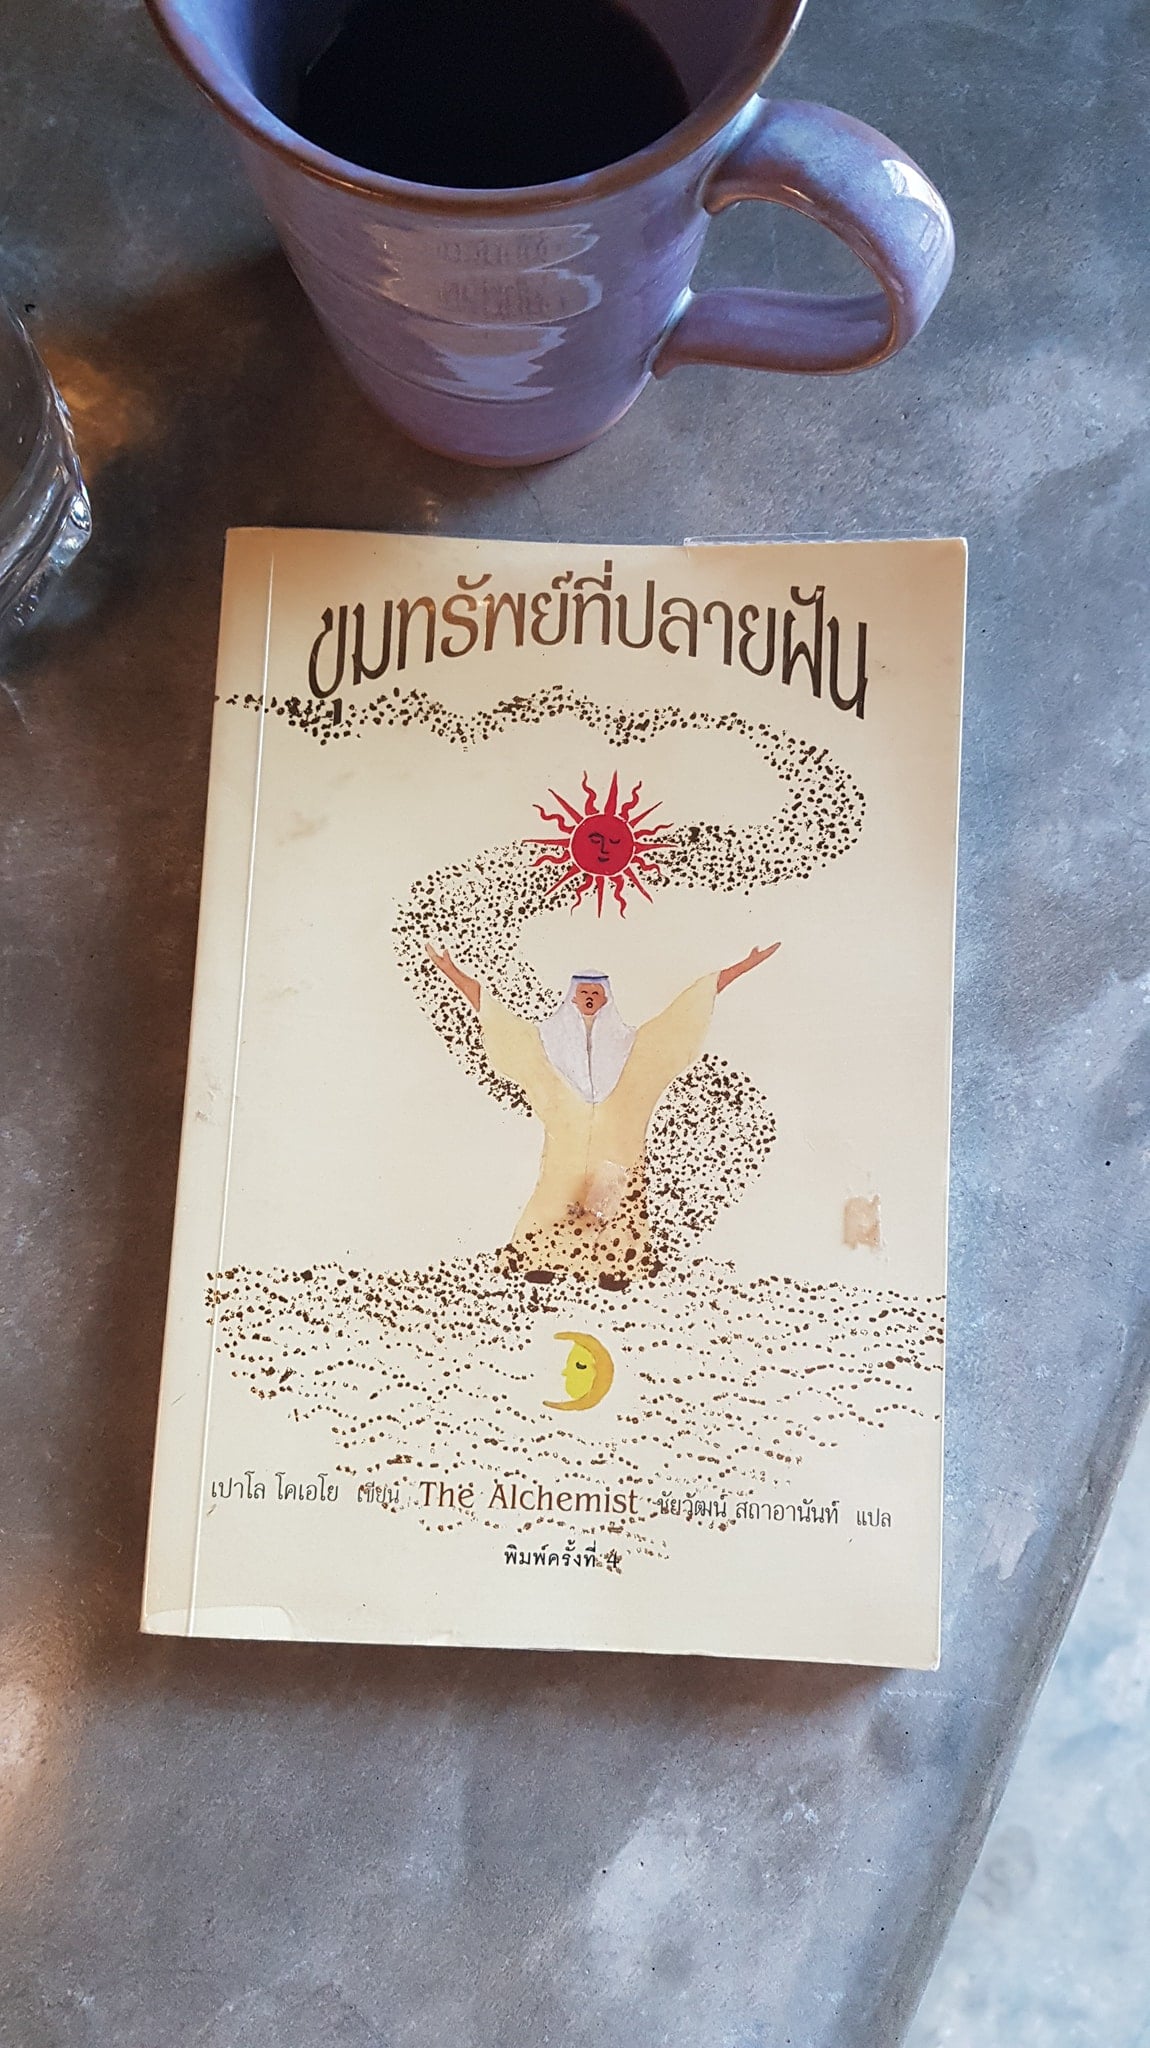 ขุมทรัพย์ที่ปลายฝัน
เปาโล โคเอโย เขียน The Alchemist ชัยวัฒน์ สถาอานันท์ แปล
พิมพ์ครั้งที่ 4